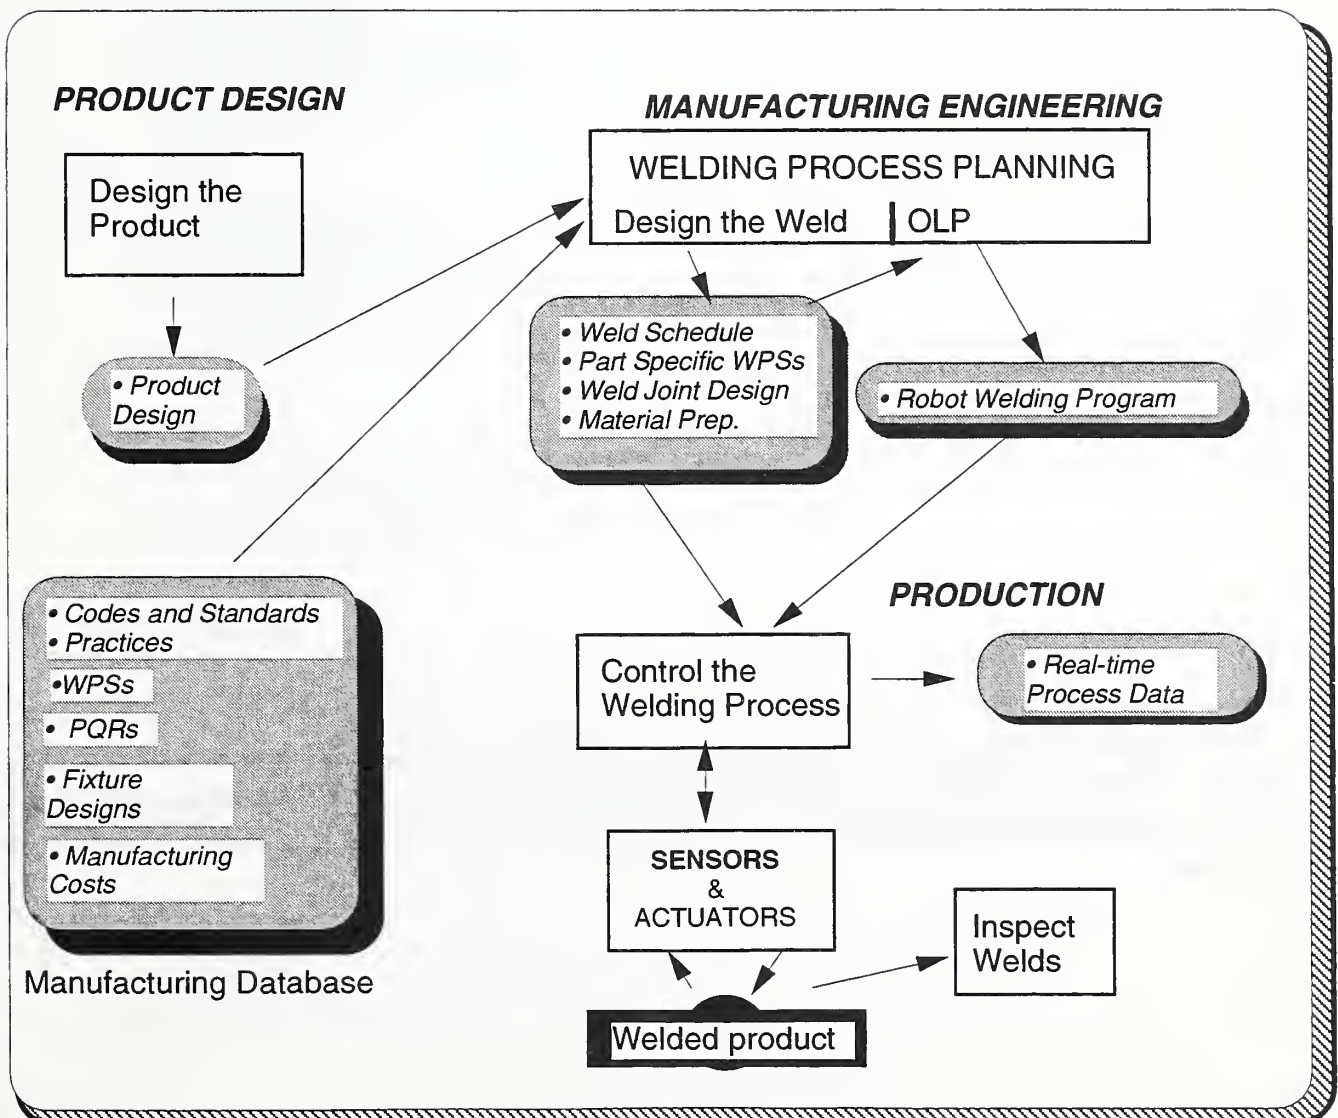 PRODUCT DESIGN
Design the
Product
• Product
Design
• Codes and Standards
• Practices
•WPSs
• PQRs
• Fixture
Designs
• Manufacturing
Costs
Manufacturing Database
MANUFACTURING ENGINEERING
WELDING PROCESS PLANNING
Design the Weld | OLP
• Weld Schedule
• Part Specific WPSs
• Weld Joint Design
• Material Prep.
• Robot Welding Program
PRODUCTION
Control the
Welding Process
• Real-time
Process Data
SENSORS
&
ACTUATORS
Inspect
Welds
Welded product